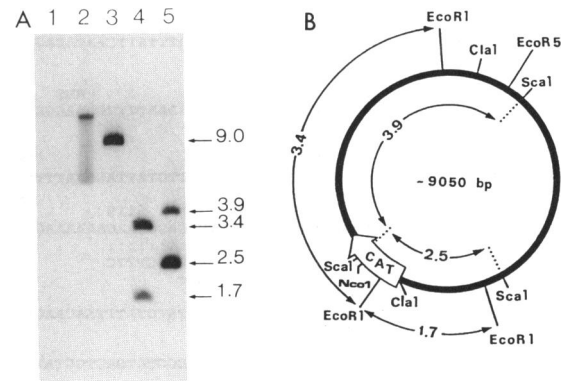 A 1 2 3 4 5
9.0
3.9
3.4
2.5
1.7
B
EcoR1
Cla1
EcoR5
Sca1
3.4
3.9
~9050 bp
2.5
CAT
Sca1
Nco1
EcoR1
Cla1
Sca1
EcoR1
1.7